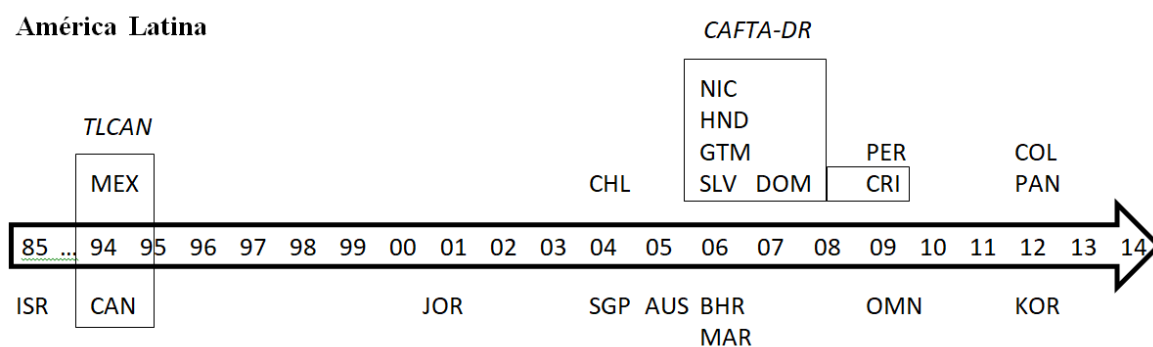 América Latina
CAFTA-DR
NIC
HND
TLCAN
GTM PER COL
MEX CHL SLV DOM CRI PAN
85 ... 94 95 96 97 98 99 00 01 02 03 04 05 06 07 08 09 10 11 12 13 14
ISR CAN JOR SGP AUS BHR OMN KOR
MAR